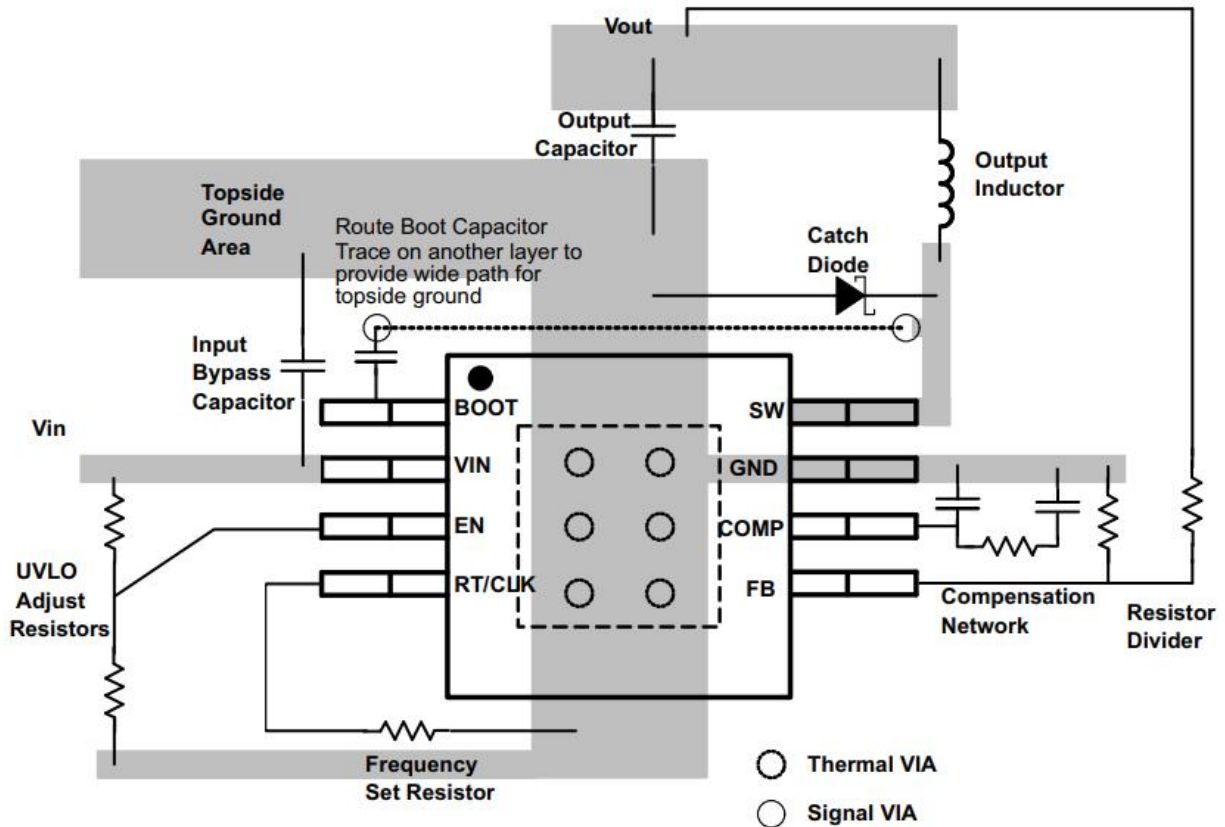 Vout
Output
Capacitor
Output
Inductor
Topside
Ground
Area
Route Boot Capacitor
Trace on another layer to
provide wide path for
topside ground
Catch
Diode
Input
Bypass
Capacitor
BOOT
SW
Vin
VIN
GND
EN
COMP
UVLO
Adjust
Resistors
RT/CLK
FB
Compensation
Network
Resistor
Divider
Frequency
Set Resistor
Thermal VIA
Signal VIA